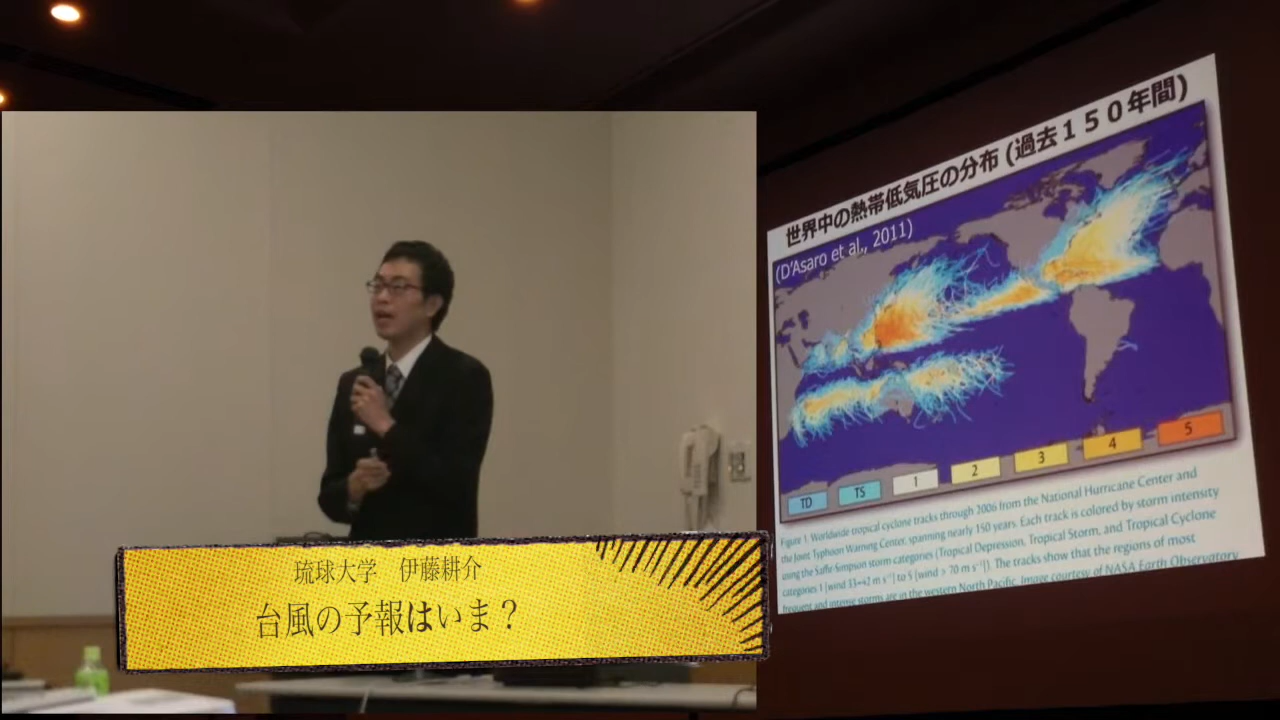 琉球大学 伊藤耕介
台風の予報はいま？
世界中の熱帯低気圧の分布 (過去１５０年間)
(D'Asaro et al., 2011)
TD TS 1 2 3 4 5
Figure 1. Worldwide tropical cyclone tracks through 2006 from the National Hurricane Center and
the Joint Typhoon Warning Center, spanning nearly 150 years. Each track is colored by storm intensity
using the Saffir-Simpson storm categories (Tropical Depression, Tropical Storm, and Tropical Cyclone
categories 1 [wind 33–42 m s⁻¹] to 5 [wind > 70 m s⁻¹]). The tracks show that the regions of most
frequent and intense storms are in the western North Pacific. Image courtesy of NASA Earth Observatory